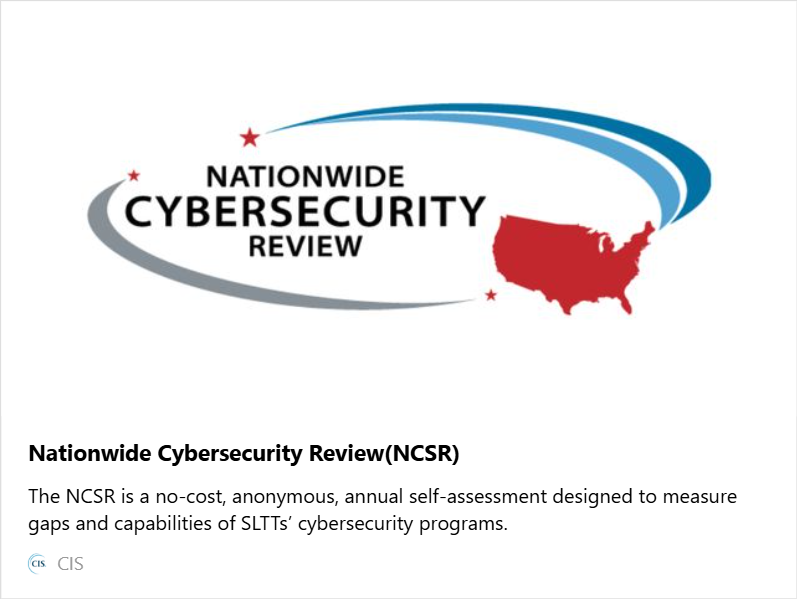 NATIONWIDE
CYBERSECURITY
REVIEW
Nationwide Cybersecurity Review(NCSR)
The NCSR is a no-cost, anonymous, annual self-assessment designed to measure
gaps and capabilities of SLTTs’ cybersecurity programs.
CIS. CIS